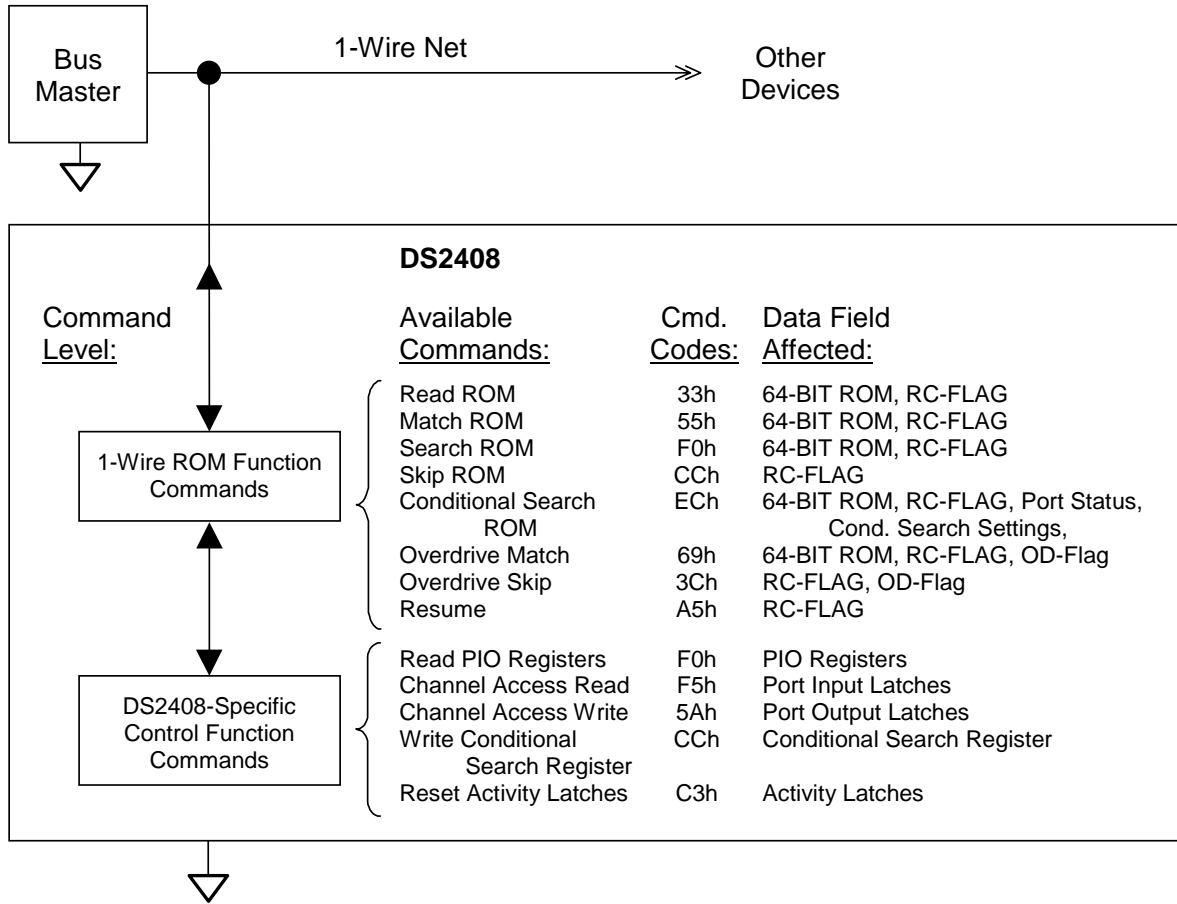 Bus
Master
1-Wire Net
Other
Devices
DS2408
Command
Level:
Available
Commands:
Cmd.
Codes:
Data Field
Affected:
1-Wire ROM Function
Commands
Read ROM 33h 64-BIT ROM, RC-FLAG
Match ROM 55h 64-BIT ROM, RC-FLAG
Search ROM F0h 64-BIT ROM, RC-FLAG
Skip ROM CCh RC-FLAG
Conditional Search ECh 64-BIT ROM, RC-FLAG, Port Status,
ROM Cond. Search Settings,
Overdrive Match 69h 64-BIT ROM, RC-FLAG, OD-Flag
Overdrive Skip 3Ch RC-FLAG, OD-Flag
Resume A5h RC-FLAG
DS2408-Specific
Control Function
Commands
Read PIO Registers F0h PIO Registers
Channel Access Read F5h Port Input Latches
Channel Access Write 5Ah Port Output Latches
Write Conditional CCh Conditional Search Register
Search Register
Reset Activity Latches C3h Activity Latches